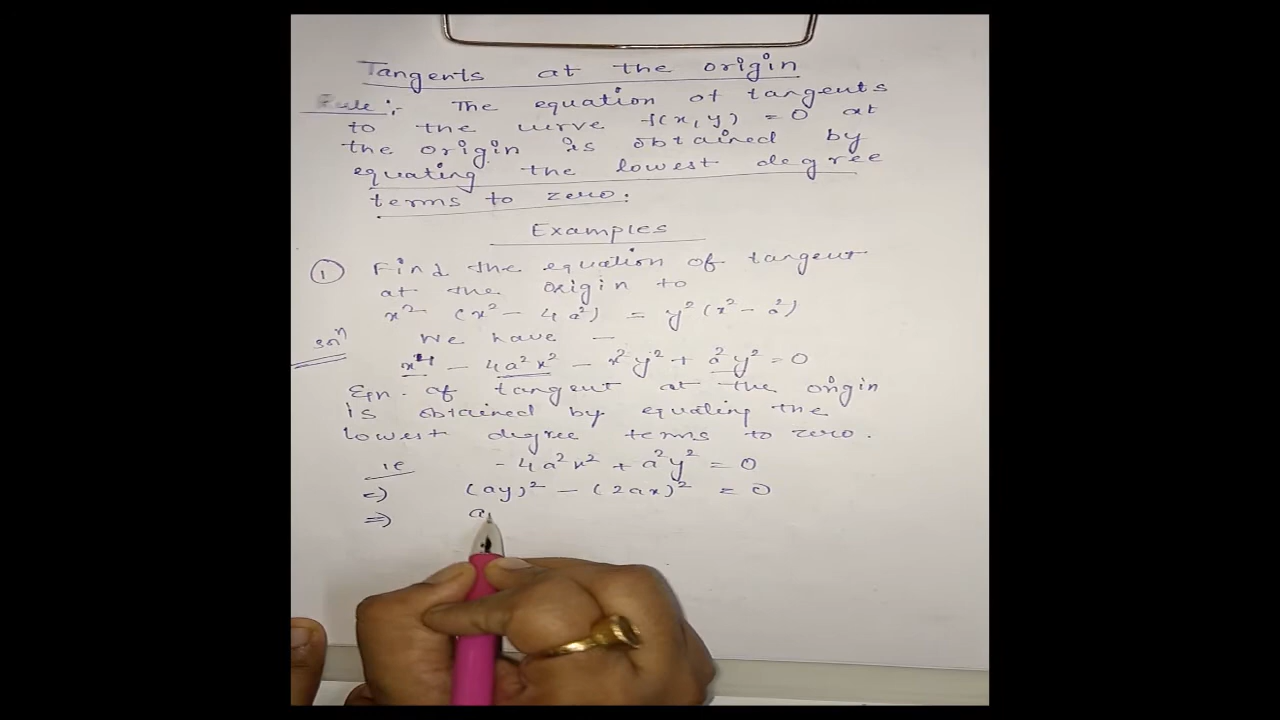 Tangents at the origin
Rule:- The equation of tangents
to the curve f(x, y) = 0 at
the origin is obtained by
equating the lowest degree
terms to zero.
Examples
① Find the equation of tangent
at the origin to
x² (x² - 4a²) = y² (x² - a²)
Solⁿ We have -
x⁴ - 4a²x² - x²y² + a²y² = 0
Eqn. of tangent at the origin
is obtained by equating the
lowest degree terms to zero.
ie - 4a²x² + a²y² = 0
⇒ (ay)² - (2ax)² = 0
⇒ a